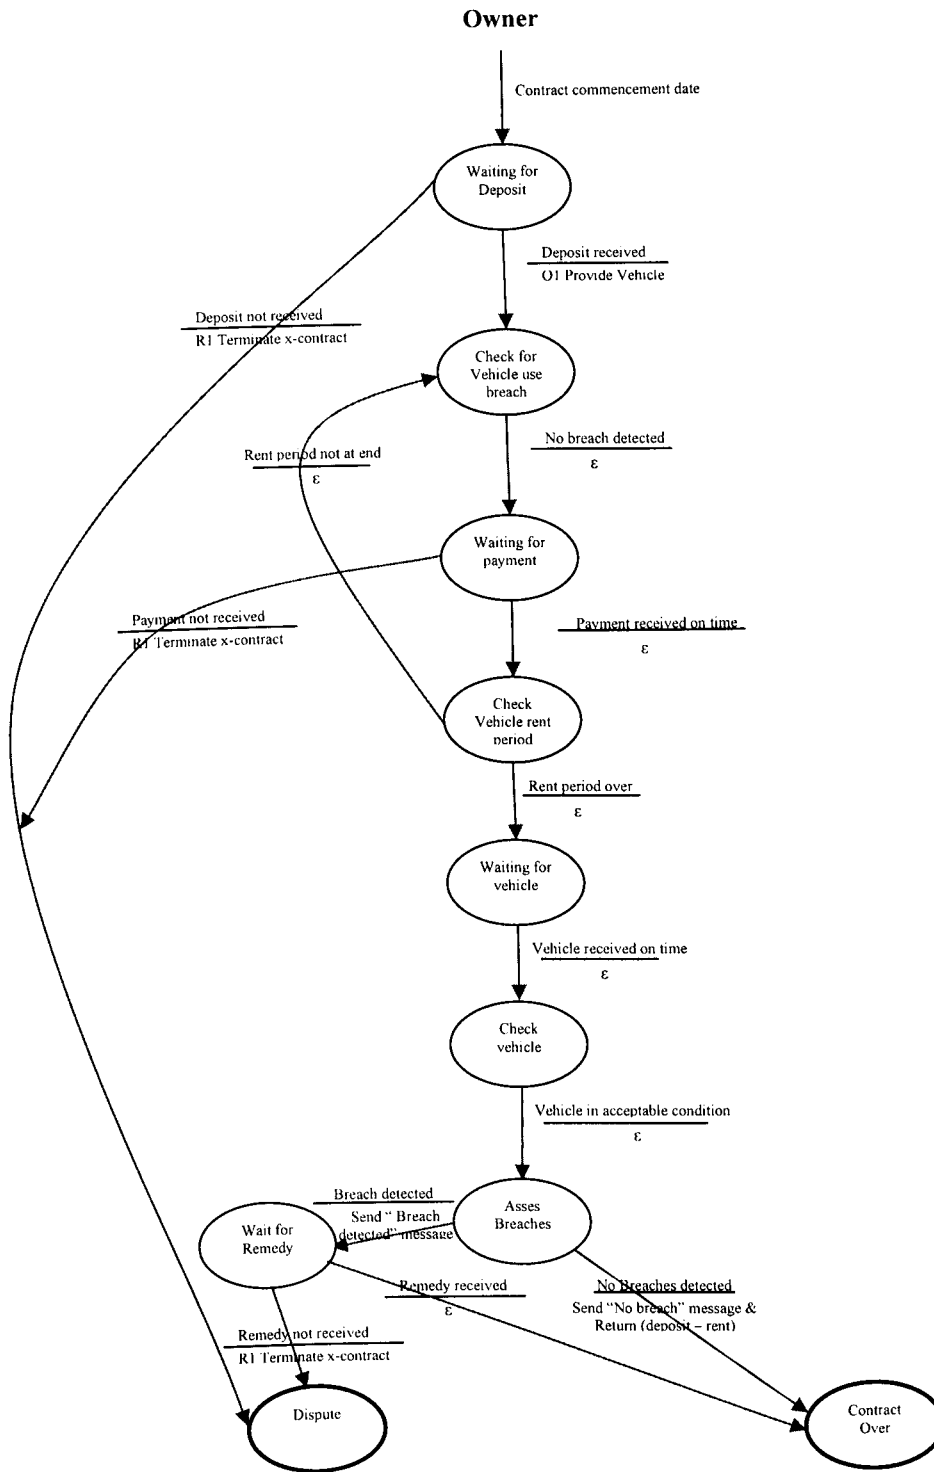 Owner
Contract commencement date
Waiting for
Deposit
Deposit received
O1 Provide Vehicle
Deposit not received
R1 Terminate x-contract
Check for
Vehicle use
breach
Rent period not at end
ε
No breach detected
ε
Waiting for
payment
Payment not received
R1 Terminate x-contract
Payment received on time
ε
Check
Vehicle rent
period
Rent period over
ε
Waiting for
vehicle
Vehicle received on time
ε
Check
vehicle
Vehicle in acceptable condition
ε
Breach detected
Send “ Breach
detected” message
Asses
Breaches
Wait for
Remedy
Remedy received
ε
No Breaches detected
Send “No breach” message &
Return (deposit – rent)
Remedy not received
R1 Terminate x-contract
Dispute
Contract
Over